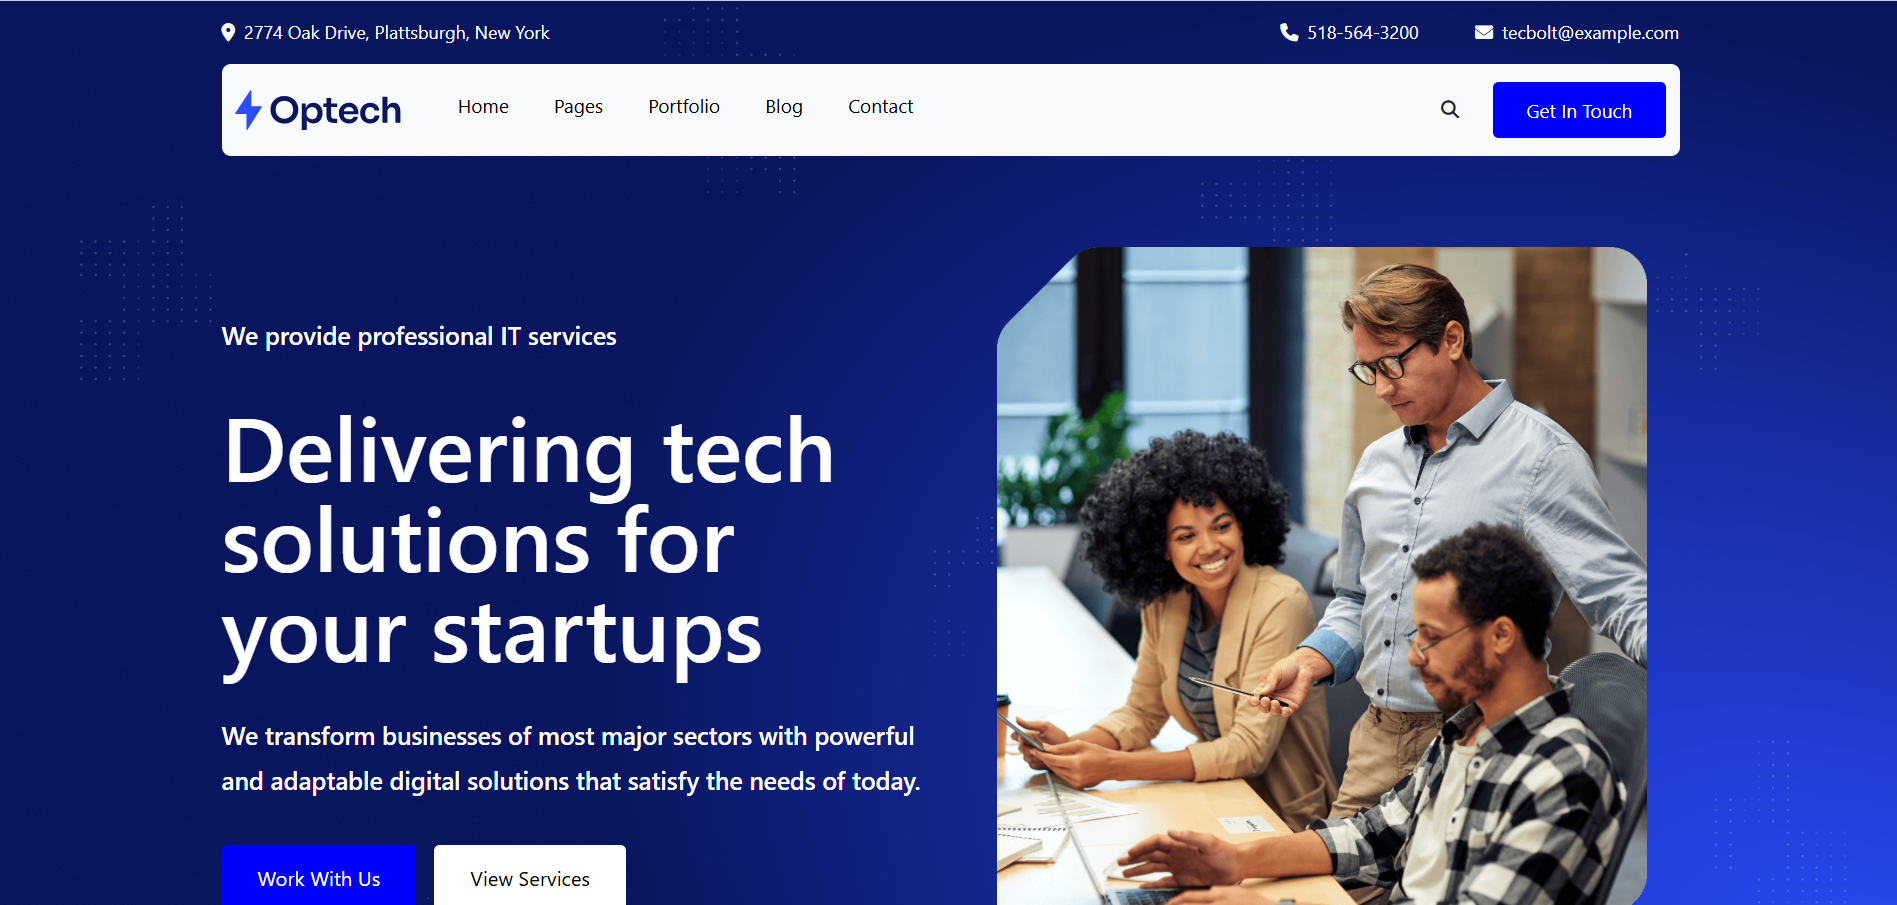 2774 Oak Drive, Plattsburgh, New York
518-564-3200
tecbolt@example.com
Optech
Home
Pages
Portfolio
Blog
Contact
Get In Touch
We provide professional IT services
Delivering tech
solutions for
your startups
We transform businesses of most major sectors with powerful
and adaptable digital solutions that satisfy the needs of today.
Work With Us
View Services